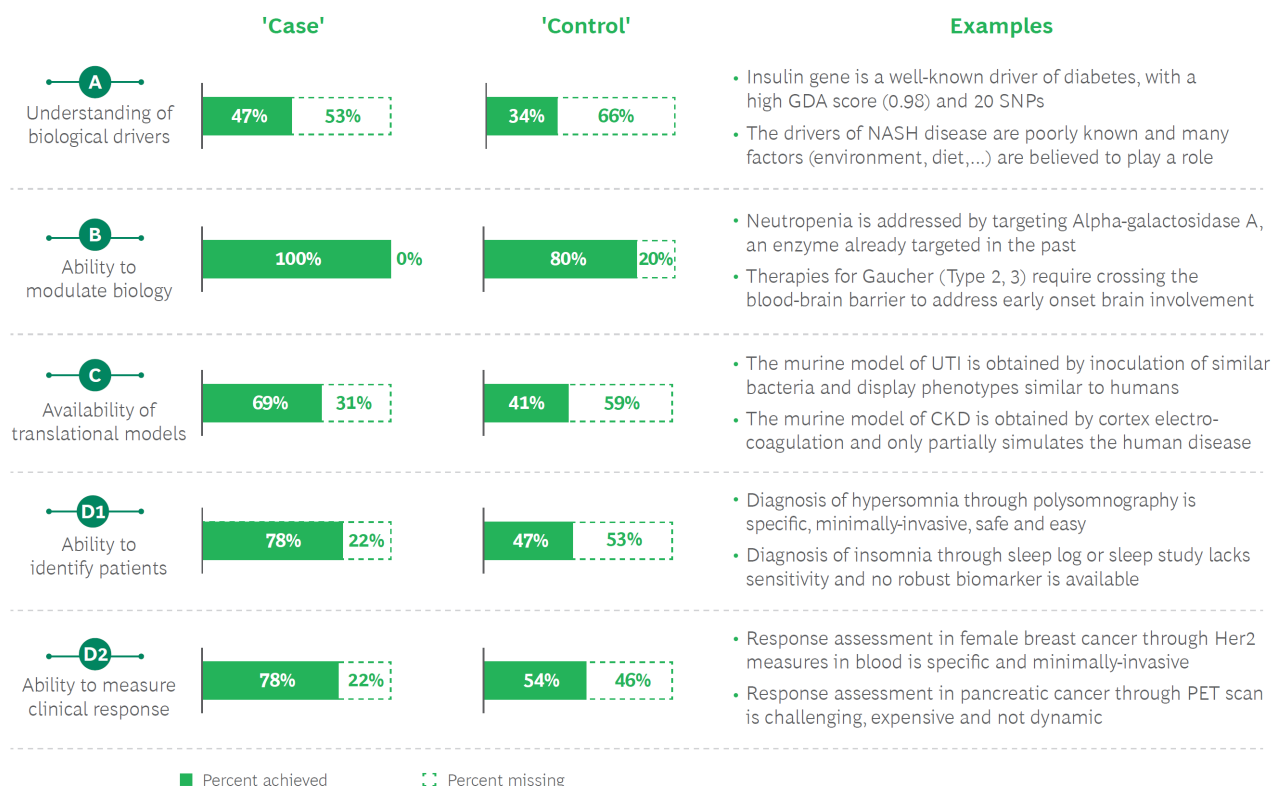 'Case'
'Control'
Examples
A
Understanding of
biological drivers
47%
53%
34%
66%
• Insulin gene is a well-known driver of diabetes, with a
high GDA score (0.98) and 20 SNPs
• The drivers of NASH disease are poorly known and many
factors (environment, diet,...) are believed to play a role
B
Ability to
modulate biology
100%
0%
80%
20%
• Neutropenia is addressed by targeting Alpha-galactosidase A,
an enzyme already targeted in the past
• Therapies for Gaucher (Type 2, 3) require crossing the
blood-brain barrier to address early onset brain involvement
C
Availability of
translational models
69%
31%
41%
59%
• The murine model of UTI is obtained by inoculation of similar
bacteria and display phenotypes similar to humans
• The murine model of CKD is obtained by cortex electro-
coagulation and only partially simulates the human disease
D1
Ability to
identify patients
78%
22%
47%
53%
• Diagnosis of hypersomnia through polysomnography is
specific, minimally-invasive, safe and easy
• Diagnosis of insomnia through sleep log or sleep study lacks
sensitivity and no robust biomarker is available
D2
Ability to measure
clinical response
78%
22%
54%
46%
• Response assessment in female breast cancer through Her2
measures in blood is specific and minimally-invasive
• Response assessment in pancreatic cancer through PET scan
is challenging, expensive and not dynamic
Percent achieved
Percent missing